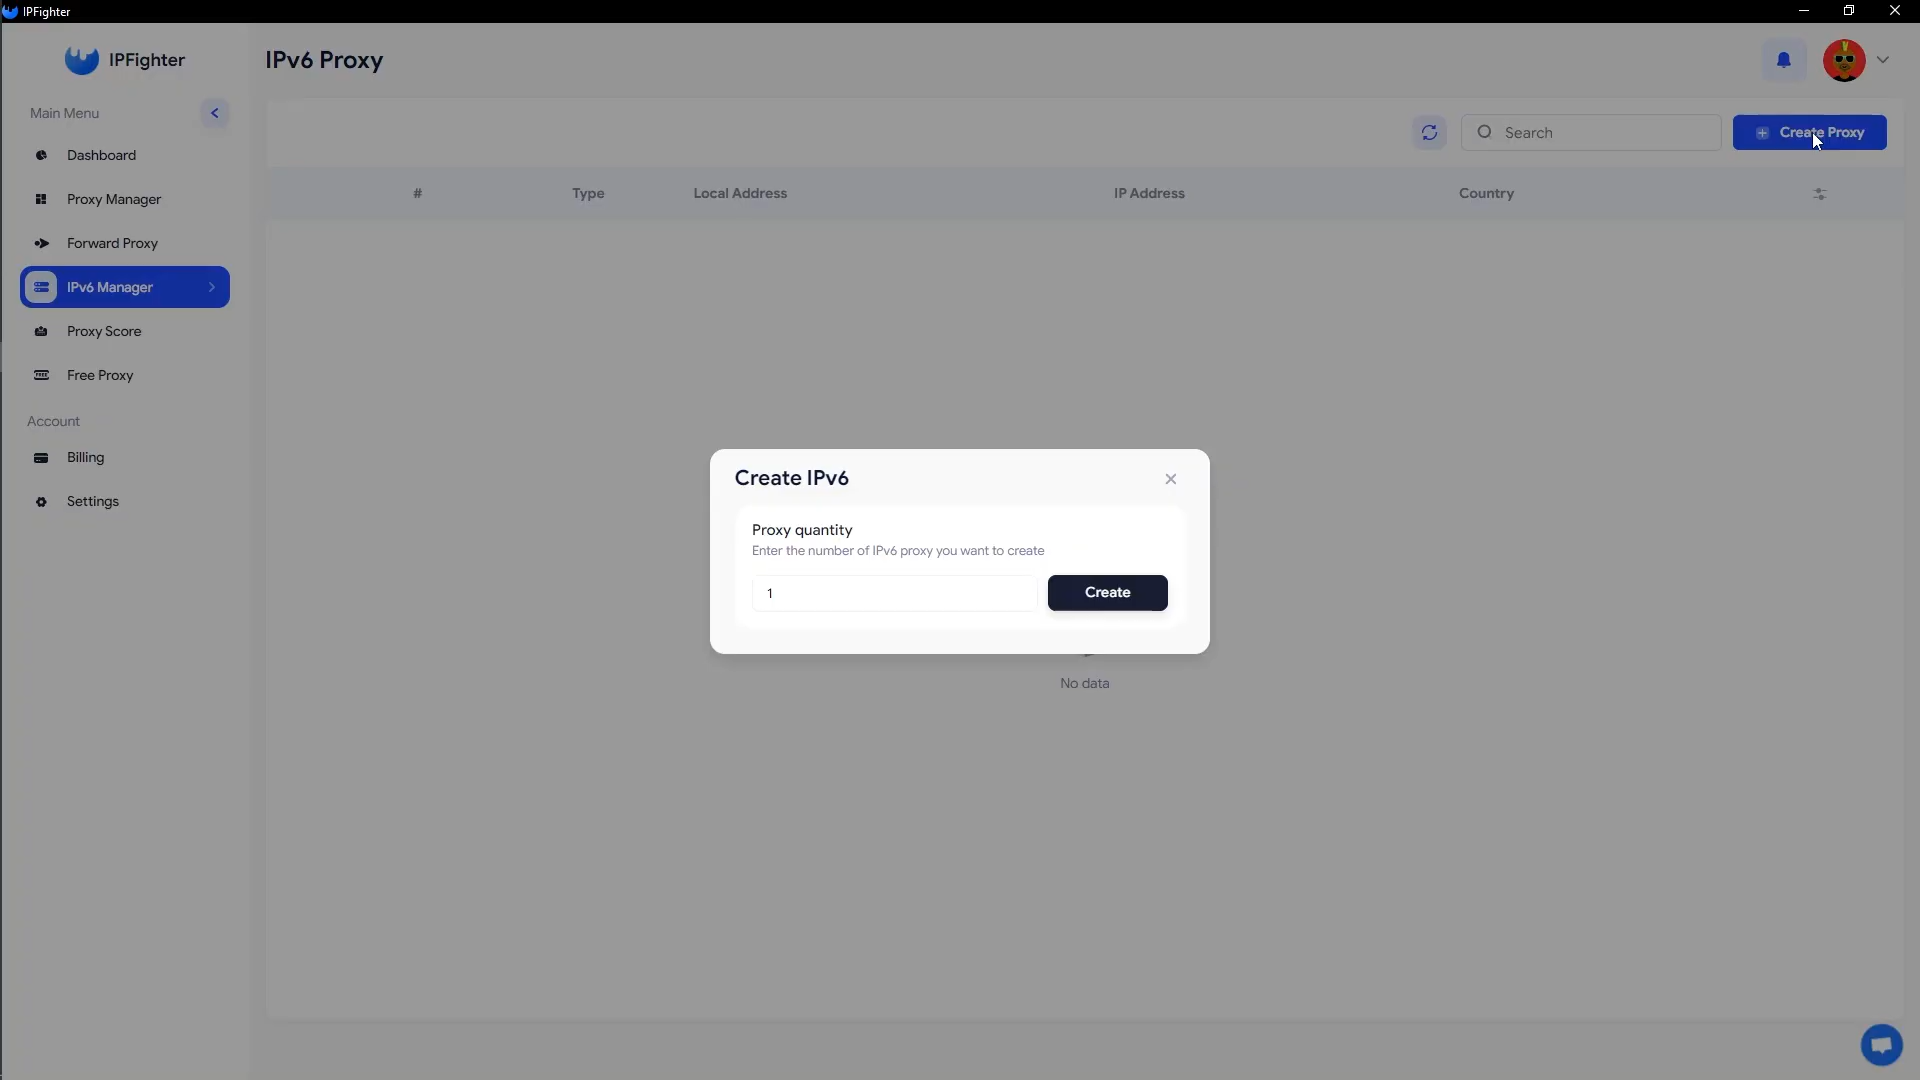 IPFighter
IPFighter
IPv6 Proxy
Main Menu
Search
Create Proxy
Dashboard
Proxy Manager
Forward Proxy
IPv6 Manager
Proxy Score
Free Proxy
Account
Billing
Settings
# Type Local Address IP Address Country
Create IPv6
Proxy quantity
Enter the number of IPv6 proxy you want to create
1
Create
No data